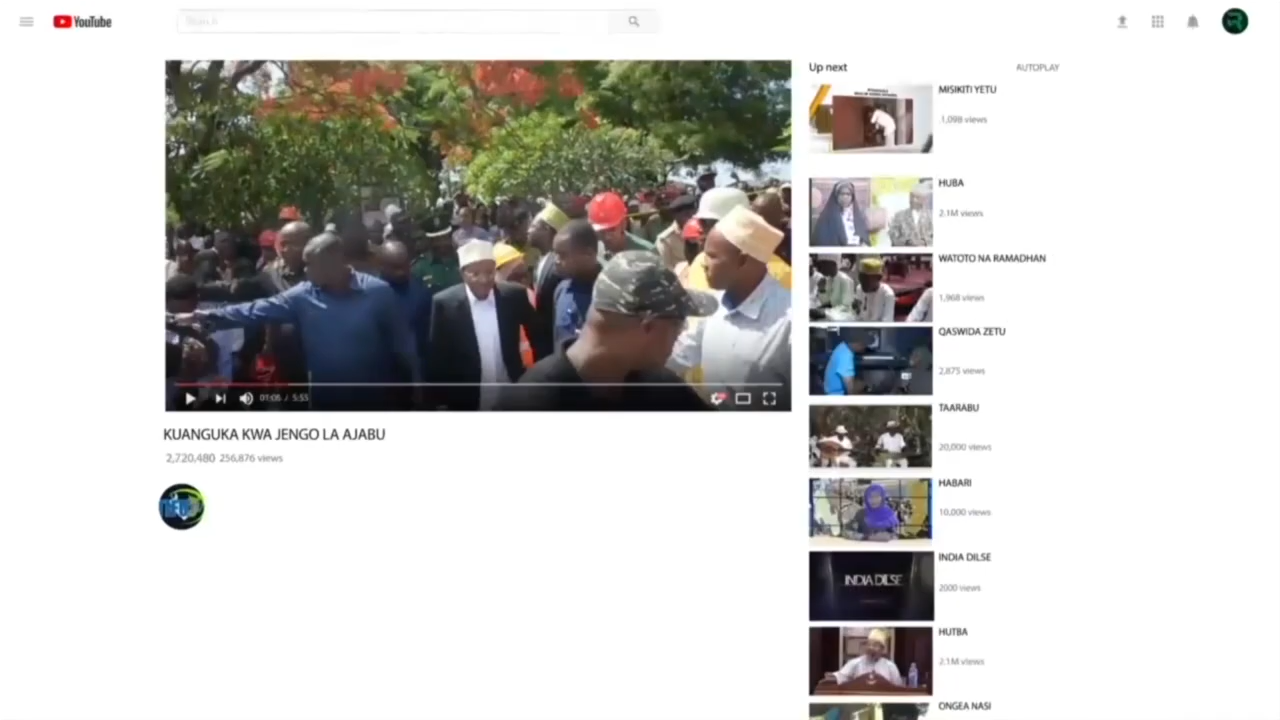 YouTube
Search
01:06 / 5:55
KUANGUKA KWA JENGO LA AJABU
2,720,480 256,876 views
Up next
AUTOPLAY
MISIKITI YETU
1,098 views
HUBA
2.1M views
WATOTO NA RAMADHAN
1,968 views
QASWIDA ZETU
2,875 views
TAARABU
20,000 views
HABARI
10,000 views
INDIA DILSE
INDIA DILSE
2000 views
HUTBA
2.1M views
ONGEA NASI